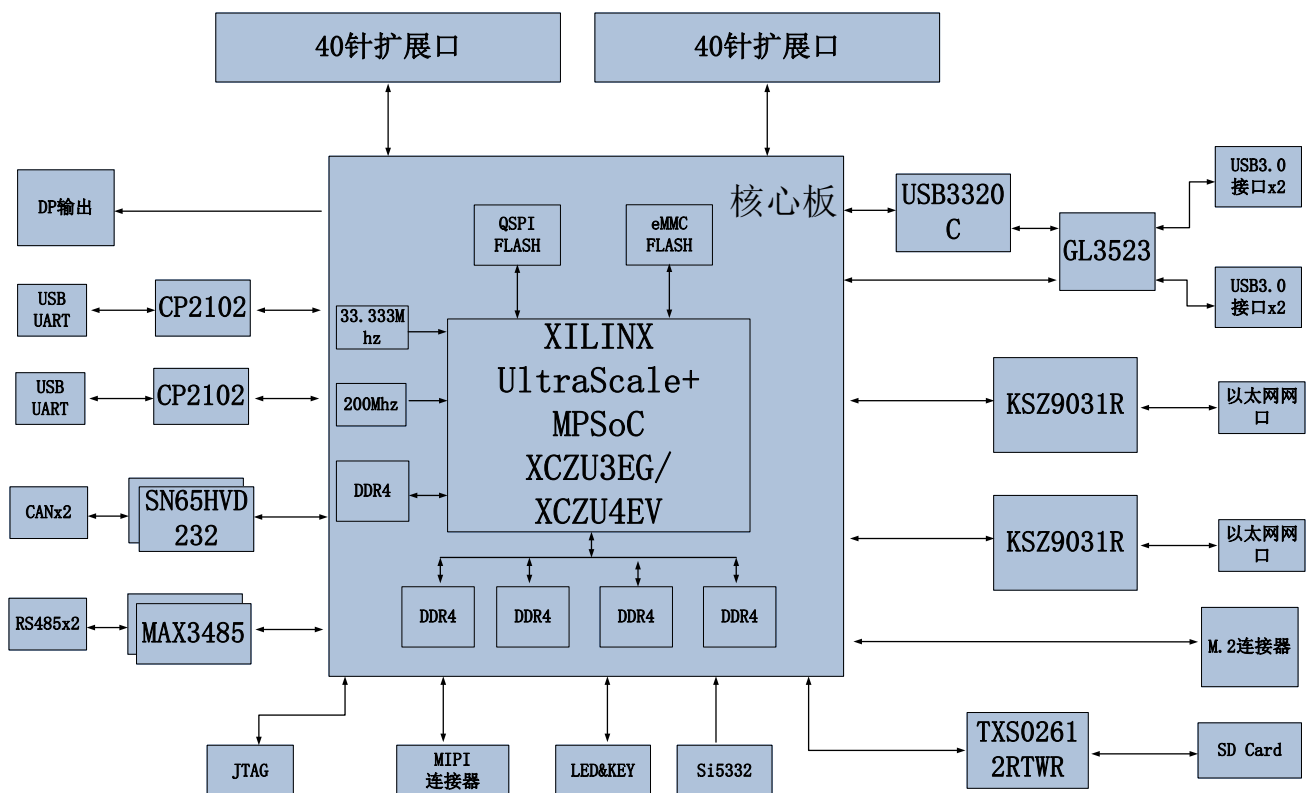 40针扩展口
40针扩展口
DP输出
USB
UART
CP2102
USB
UART
CP2102
CANx2
SN65HVD
232
RS485x2
MAX3485
核心板
QSPI
FLASH
eMMC
FLASH
33.333M
hz
200Mhz
DDR4
XILINX
UltraScale+
MPSoC
XCZU3EG/
XCZU4EV
DDR4
DDR4
DDR4
DDR4
USB3320
C
GL3523
USB3.0
接口x2
USB3.0
接口x2
KSZ9031R
以太网网
口
KSZ9031R
以太网网
口
M.2连接器
JTAG
MIPI
连接器
LED&KEY
Si5332
TXS0261
2RTWR
SD Card